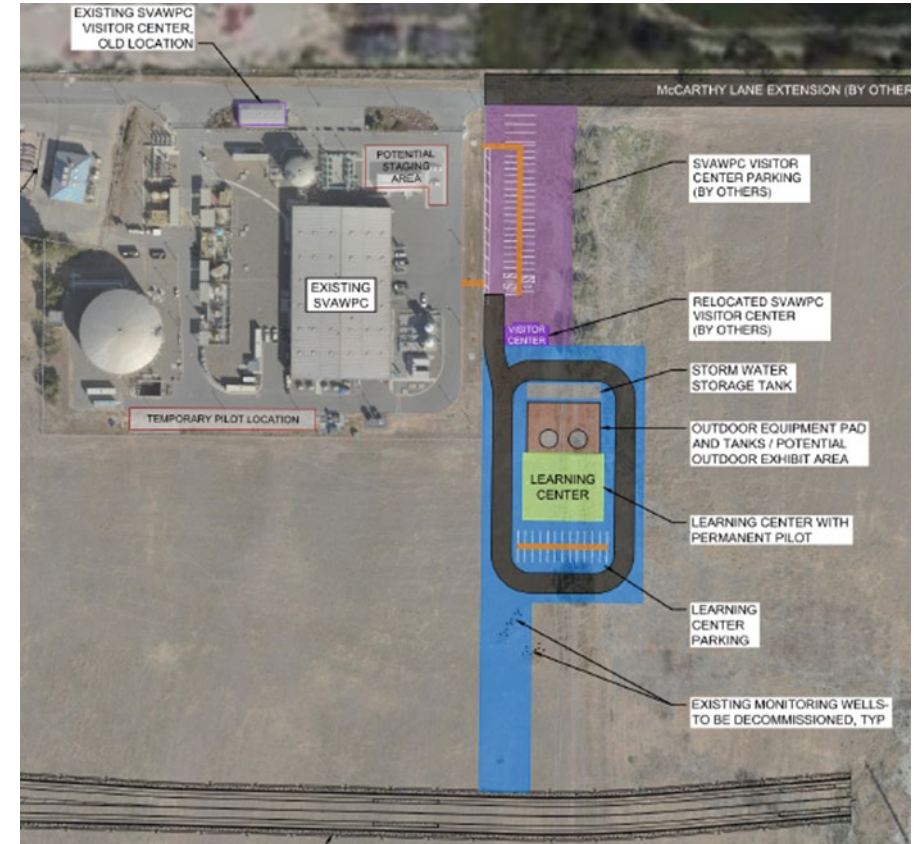 EXISTING SVAWPC
VISITOR CENTER,
OLD LOCATION
McCARTHY LANE EXTENSION (BY OTHER
POTENTIAL
STAGING
AREA
SVAWPC VISITOR
CENTER PARKING
(BY OTHERS)
EXISTING
SVAWPC
RELOCATED SVAWPC
VISITOR CENTER
(BY OTHERS)
VISITOR
CENTER
STORM WATER
STORAGE TANK
TEMPORARY PILOT LOCATION
OUTDOOR EQUIPMENT PAD
AND TANKS / POTENTIAL
OUTDOOR EXHIBIT AREA
LEARNING
CENTER
LEARNING CENTER WITH
PERMANENT PILOT
LEARNING
CENTER
PARKING
EXISTING MONITORING WELLS-
TO BE DECOMMISSIONED, TYP